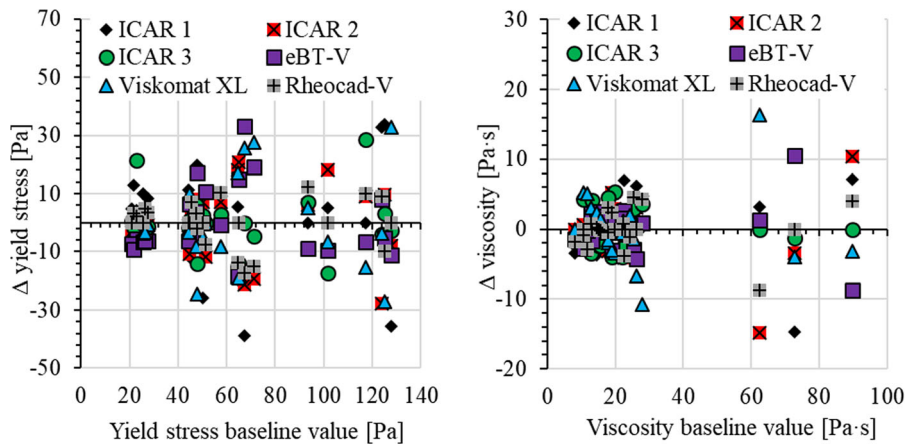 70
50
30
10
-10
-30
-50
Δ yield stress [Pa]
ICAR 1
ICAR 2
ICAR 3
eBT-V
Viskomat XL
Rheocad-V
0 20 40 60 80 100 120 140
Yield stress baseline value [Pa]
30
20
10
0
-10
-20
Δ viscosity [Pa·s]
ICAR 1
ICAR 2
ICAR 3
eBT-V
Viskomat XL
Rheocad-V
0 20 40 60 80 100
Viscosity baseline value [Pa·s]